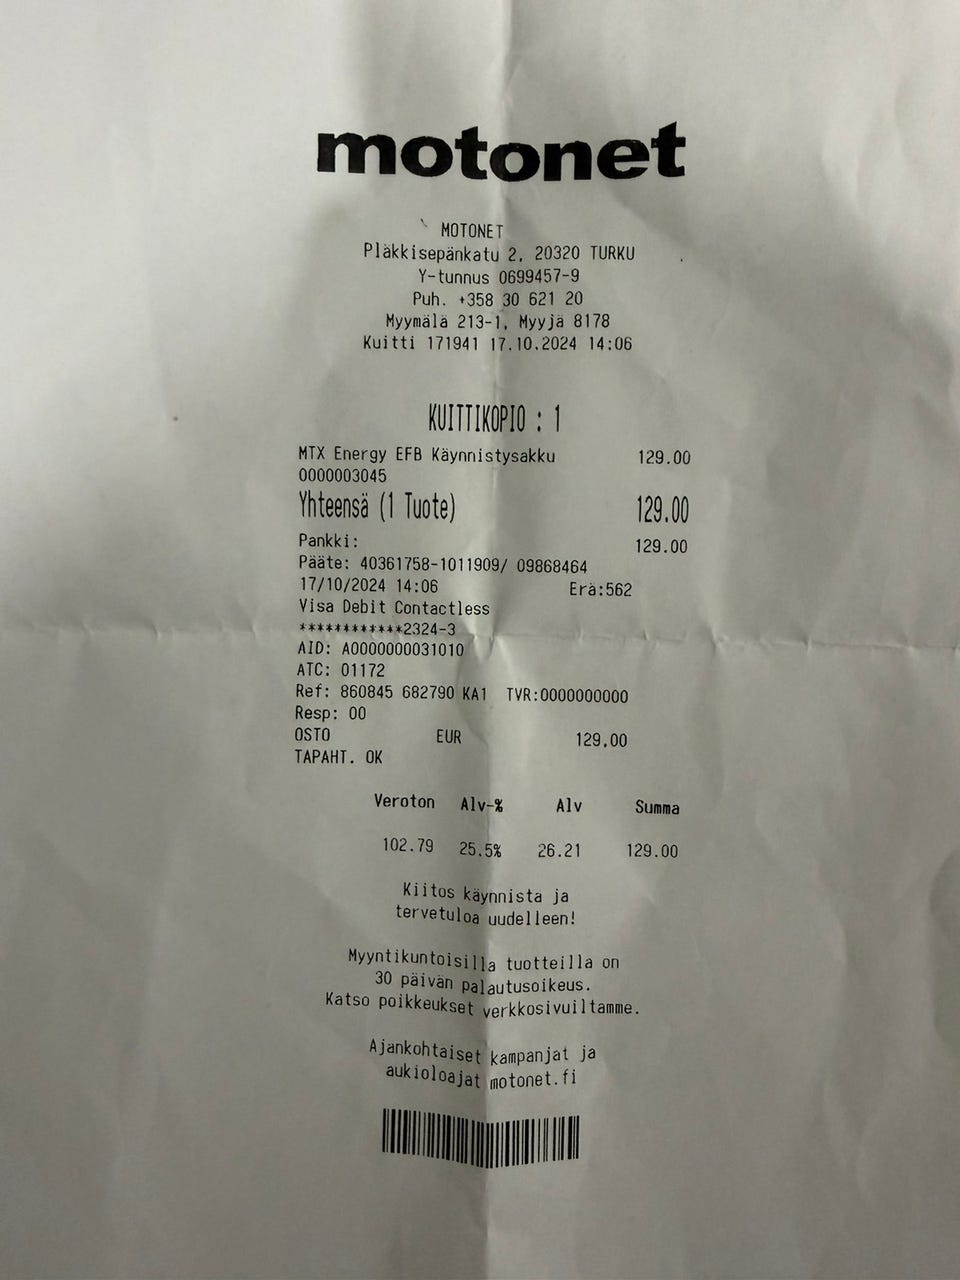 motonet
MOTONET
Pläkkisepänkatu 2, 20320 TURKU
Y-tunnus 0699457-9
Puh. +358 30 621 20
Myymälä 213-1, Myyjä 8178
Kuitti 171941 17.10.2024 14:06
KUITTIKOPIO : 1
MTX Energy EFB Käynnistysakku 129.00
0000003045
Yhteensä (1 Tuote) 129.00
Pankki: 129.00
Pääte: 40361758-1011909/ 09868464
17/10/2024 14:06 Erä:562
Visa Debit Contactless
************2324-3
AID: A0000000031010
ATC: 01172
Ref: 860845 682790 KA1 TVR:0000000000
Resp: 00
OSTO EUR 129,00
TAPAHT. OK
Veroton Alv-% Alv Summa
102.79 25.5% 26.21 129.00
Kiitos käynnista ja
tervetuloa uudelleen!
Myyntikuntoisilla tuotteilla on
30 päivän palautusoikeus.
Katso poikkeukset verkkosivuiltamme.
Ajankohtaiset kampanjat ja
aukioloajat motonet.fi